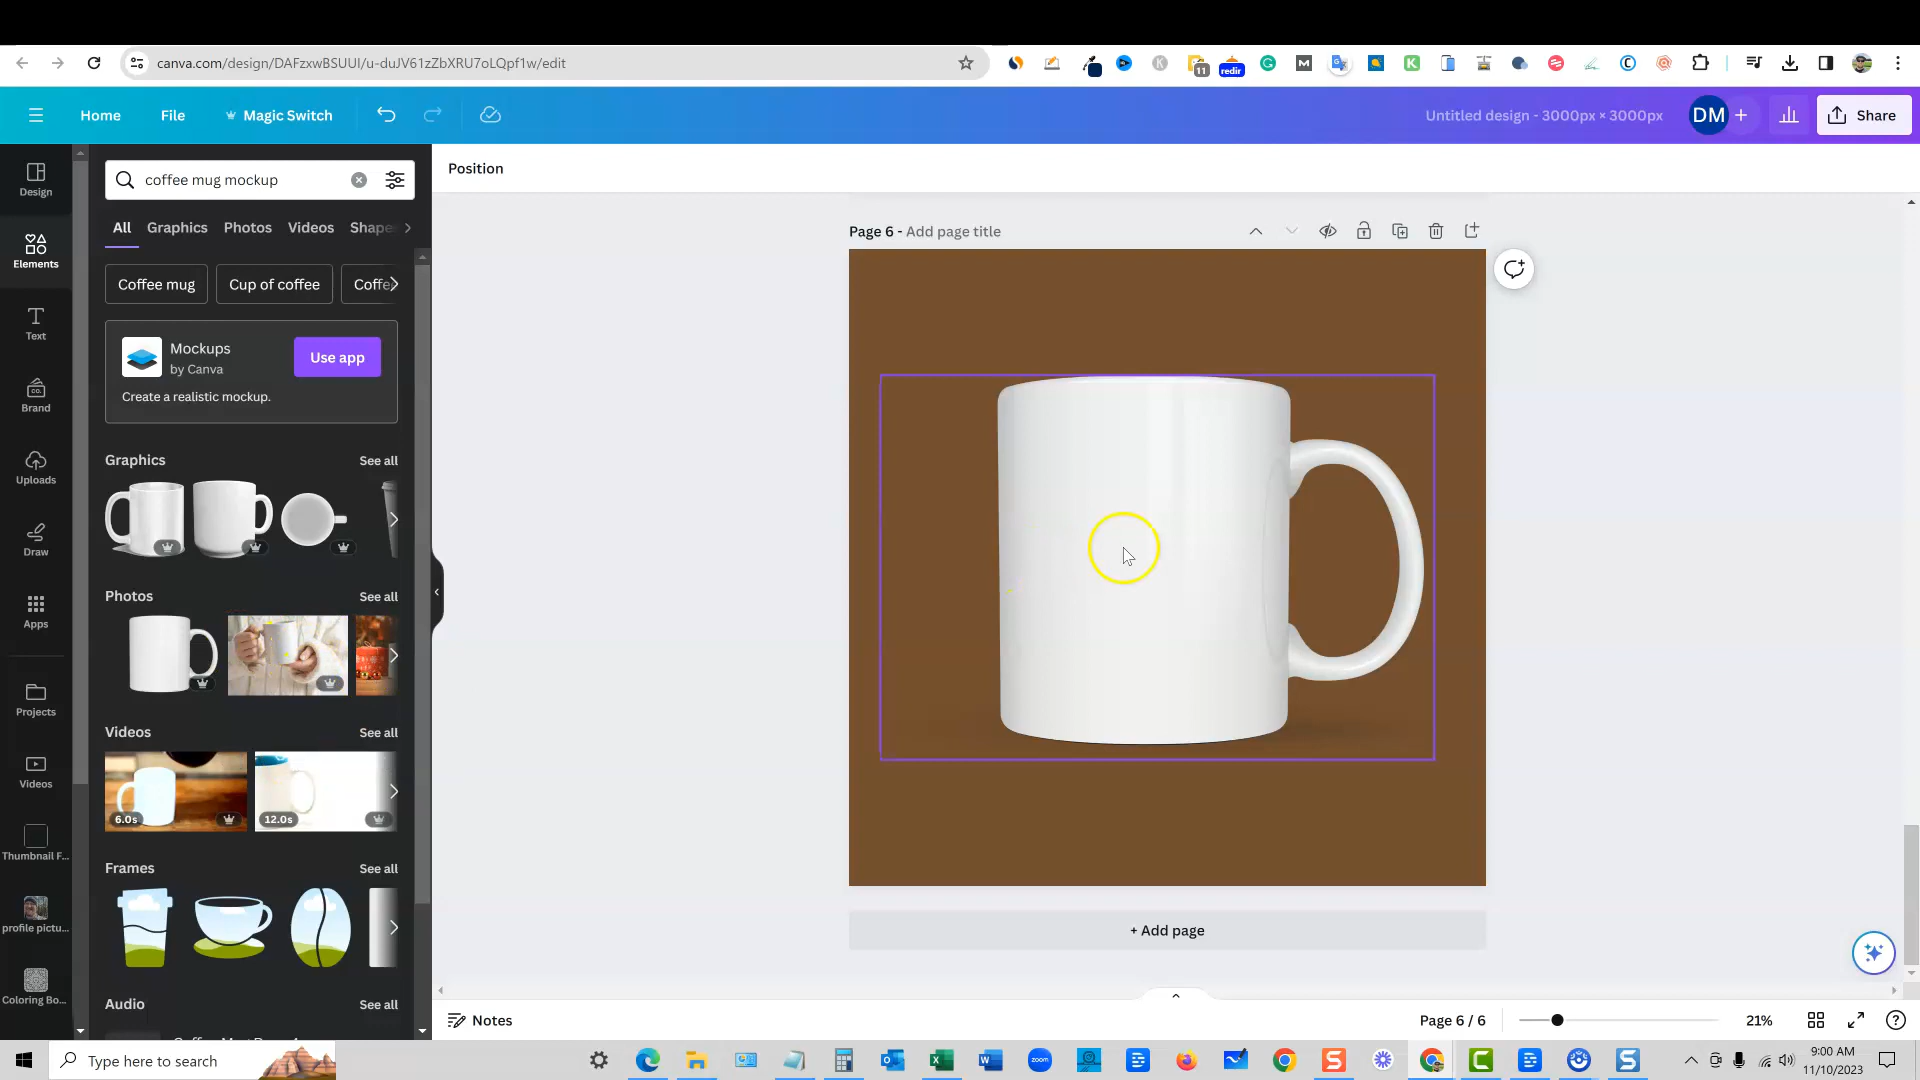 canva.com/design/DAFzxwBSUUI/u-duJV61zZbXRU7oLQpf1w/edit
11
redir
Home
File
Magic Switch
Untitled design - 3000px × 3000px
DM
Share
Design
Elements
Text
Brand
Uploads
Draw
Apps
Projects
Videos
Thumbnail F...
profile pictu...
Coloring Bo...
coffee mug mockup
All
Graphics
Photos
Videos
Shape
Coffee mug
Cup of coffee
Coffe
Mockups
by Canva
Use app
Create a realistic mockup.
Graphics
See all
Photos
See all
Videos
See all
6.0s
12.0s
Frames
See all
Audio
See all
Position
Page 6 - Add page title
+ Add page
Notes
Page 6 / 6
21%
Type here to search
zoom
9:00 AM
11/10/2023